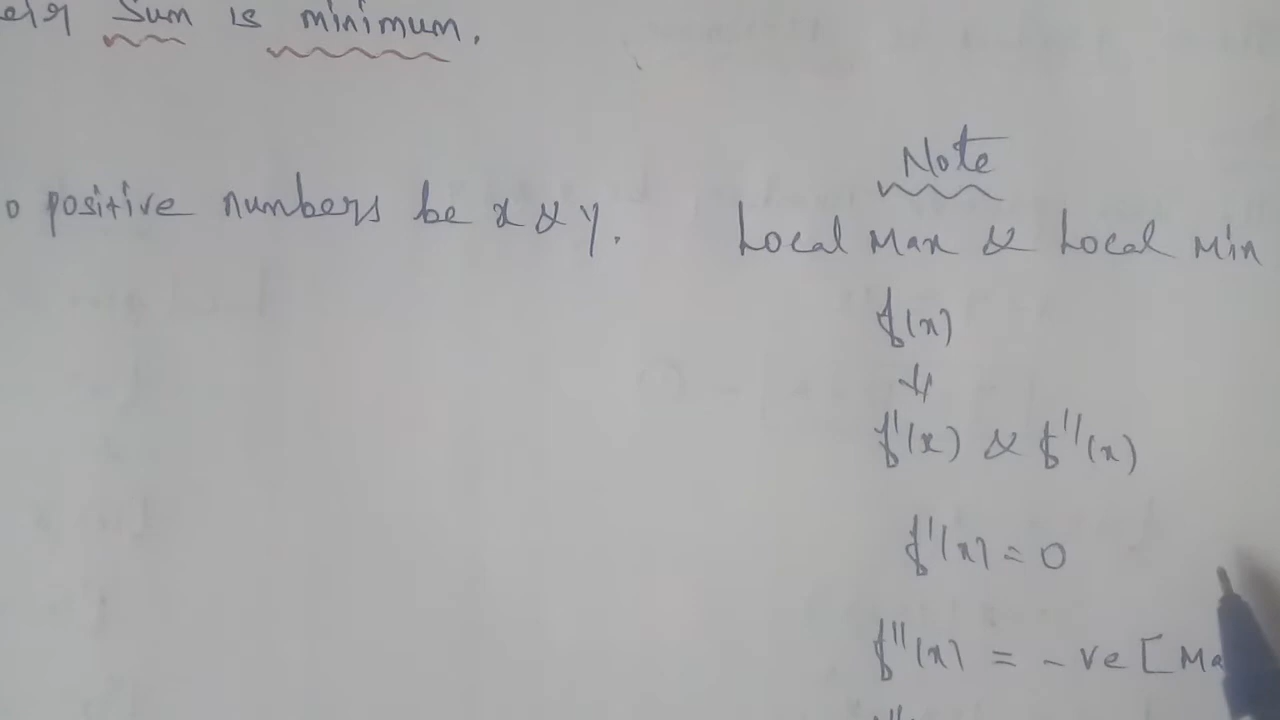 Sum is minimum.
positive numbers be x & y.
Note
Local Max & Local Min
f(x)
f'(x) & f''(x)
f'(x) = 0
f''(x) = -ve [Ma